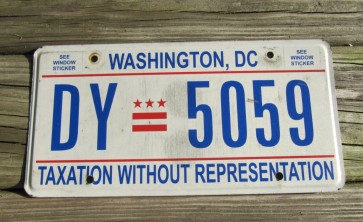 SEE WINDOW STICKER
WASHINGTON, DC
SEE WINDOW STICKER
DY 5059
TAXATION WITHOUT REPRESENTATION